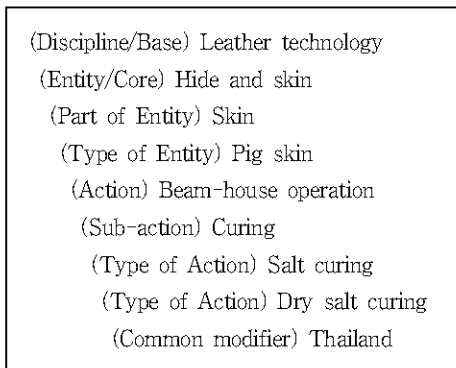 (Discipline/Base) Leather technology
(Entity/Core) Hide and skin
(Part of Entity) Skin
(Type of Entity) Pig skin
(Action) Beam-house operation
(Sub-action) Curing
(Type of Action) Salt curing
(Type of Action) Dry salt curing
(Common modifier) Thailand